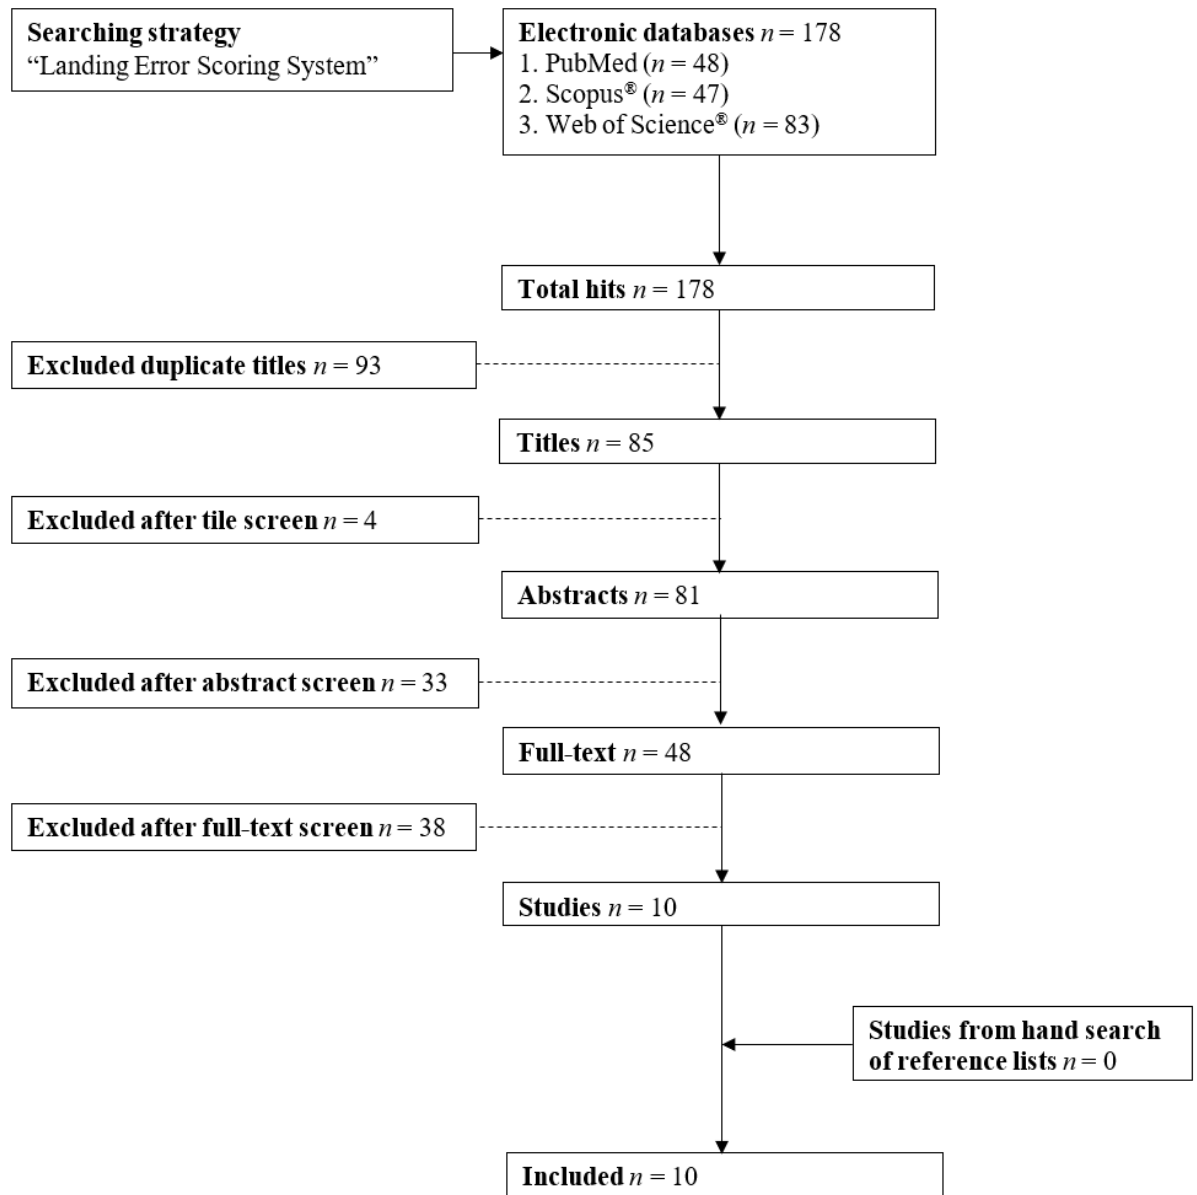 Searching strategy
“Landing Error Scoring System”
Electronic databases n = 178
1. PubMed (n = 48)
2. Scopus® (n = 47)
3. Web of Science® (n = 83)
Total hits n = 178
Excluded duplicate titles n = 93
Titles n = 85
Excluded after tile screen n = 4
Abstracts n = 81
Excluded after abstract screen n = 33
Full-text n = 48
Excluded after full-text screen n = 38
Studies n = 10
Studies from hand search
of reference lists n = 0
Included n = 10